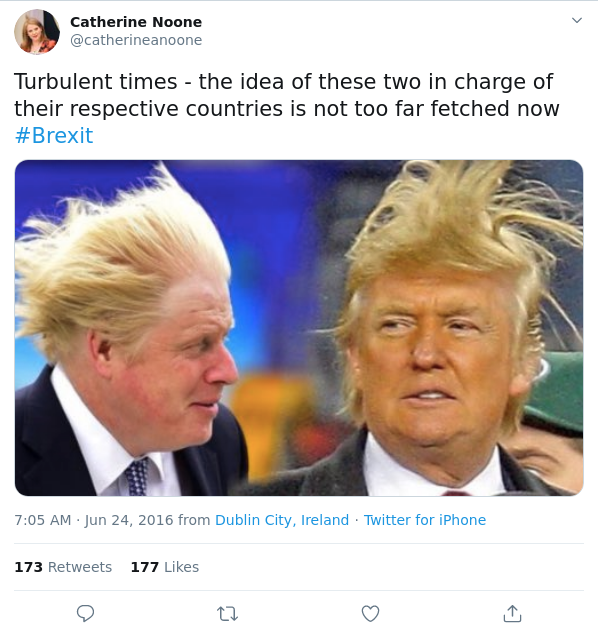 Catherine Noone
@catherineanoone
Turbulent times - the idea of these two in charge of
their respective countries is not too far fetched now
#Brexit
7:05 AM · Jun 24, 2016 from Dublin City, Ireland · Twitter for iPhone
173 Retweets 177 Likes